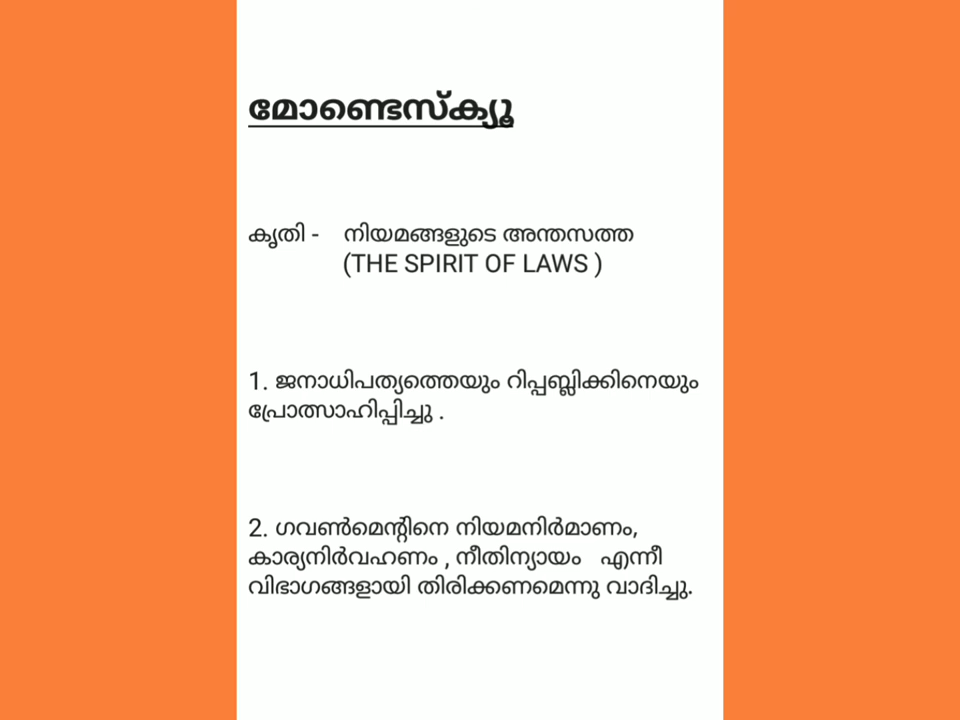 മോണ്ടെസ്ക്യൂ
കൃതി - നിയമങ്ങളുടെ അന്തസത്ത
(THE SPIRIT OF LAWS )
1. ജനാധിപത്യത്തെയും റിപ്പബ്ലിക്കിനെയും
പ്രോത്സാഹിപ്പിച്ചു .
2. ഗവൺമെന്റിനെ നിയമനിർമാണം,
കാര്യനിർവഹണം , നീതിന്യായം എന്നീ
വിഭാഗങ്ങളായി തിരിക്കണമെന്നു വാദിച്ചു.